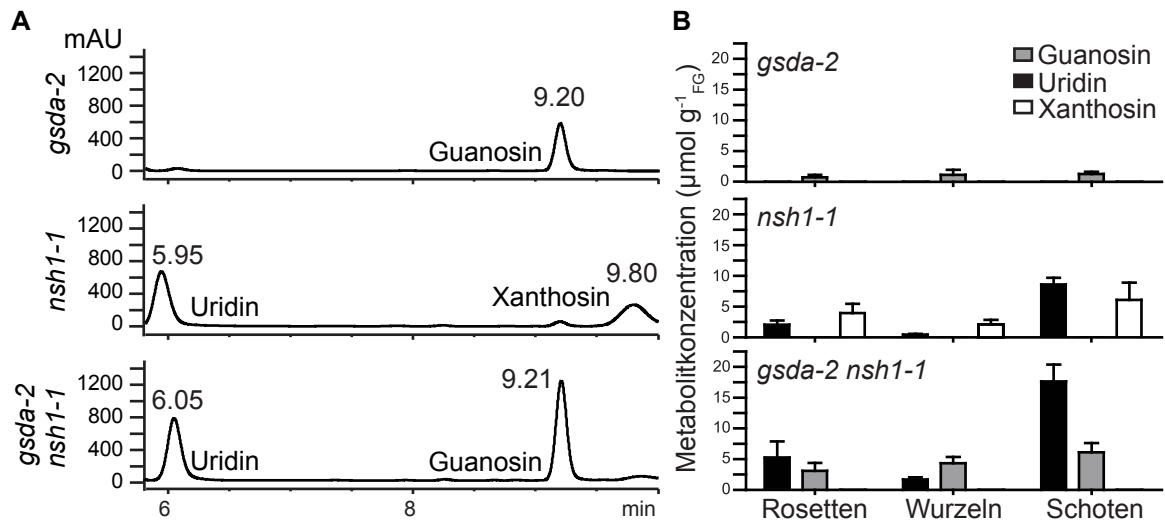 A
mAU
gsda-2
1200
800
400
0
9.20
Guanosin
nsh1-1
1200
800
400
0
5.95
Uridin
Xanthosin
9.80
gsda-2
nsh1-1
1200
800
400
0
6.05
Uridin
9.21
Guanosin
6
8
min
B
Metabolitkonzentration (µmol g⁻¹ FG)
20
15
10
5
0
gsda-2
Guanosin
Uridin
Xanthosin
20
15
10
5
0
nsh1-1
20
15
10
5
0
gsda-2 nsh1-1
Rosetten Wurzeln Schoten